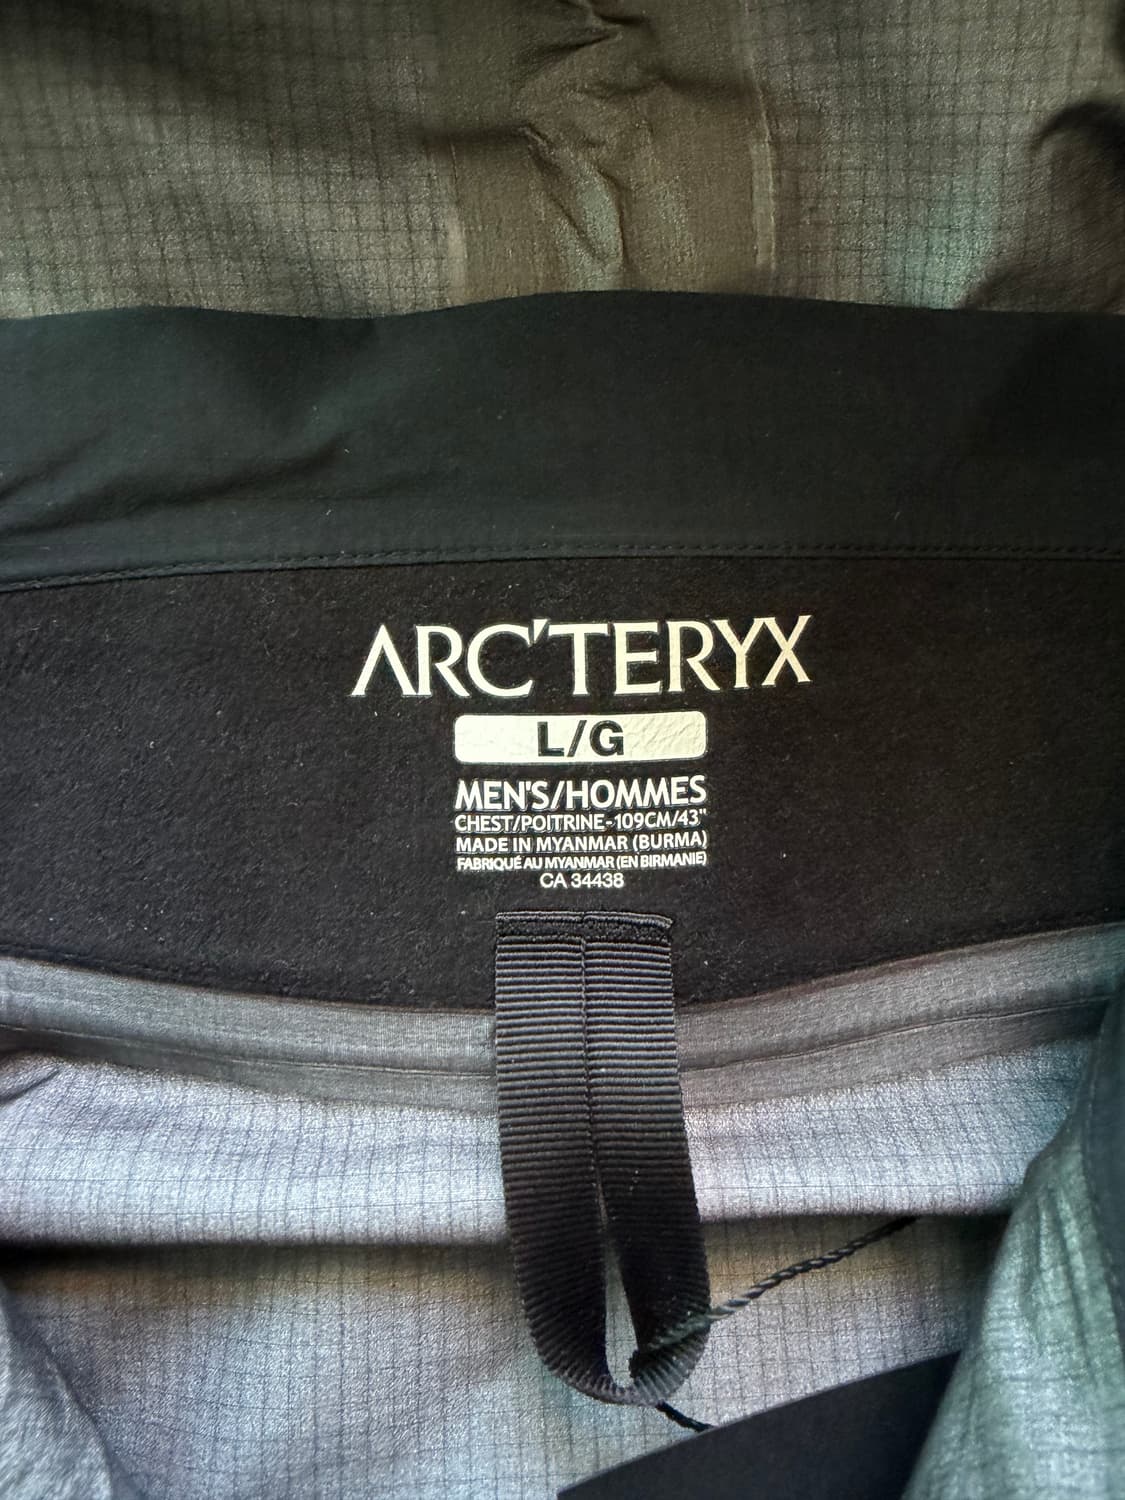 ARC'TERYX
L/G
MEN'S/HOMMES
CHEST/POITRINE-109CM/43"
MADE IN MYANMAR (BURMA)
FABRIQUÉ AU MYANMAR (EN BIRMANIE)
CA 34438